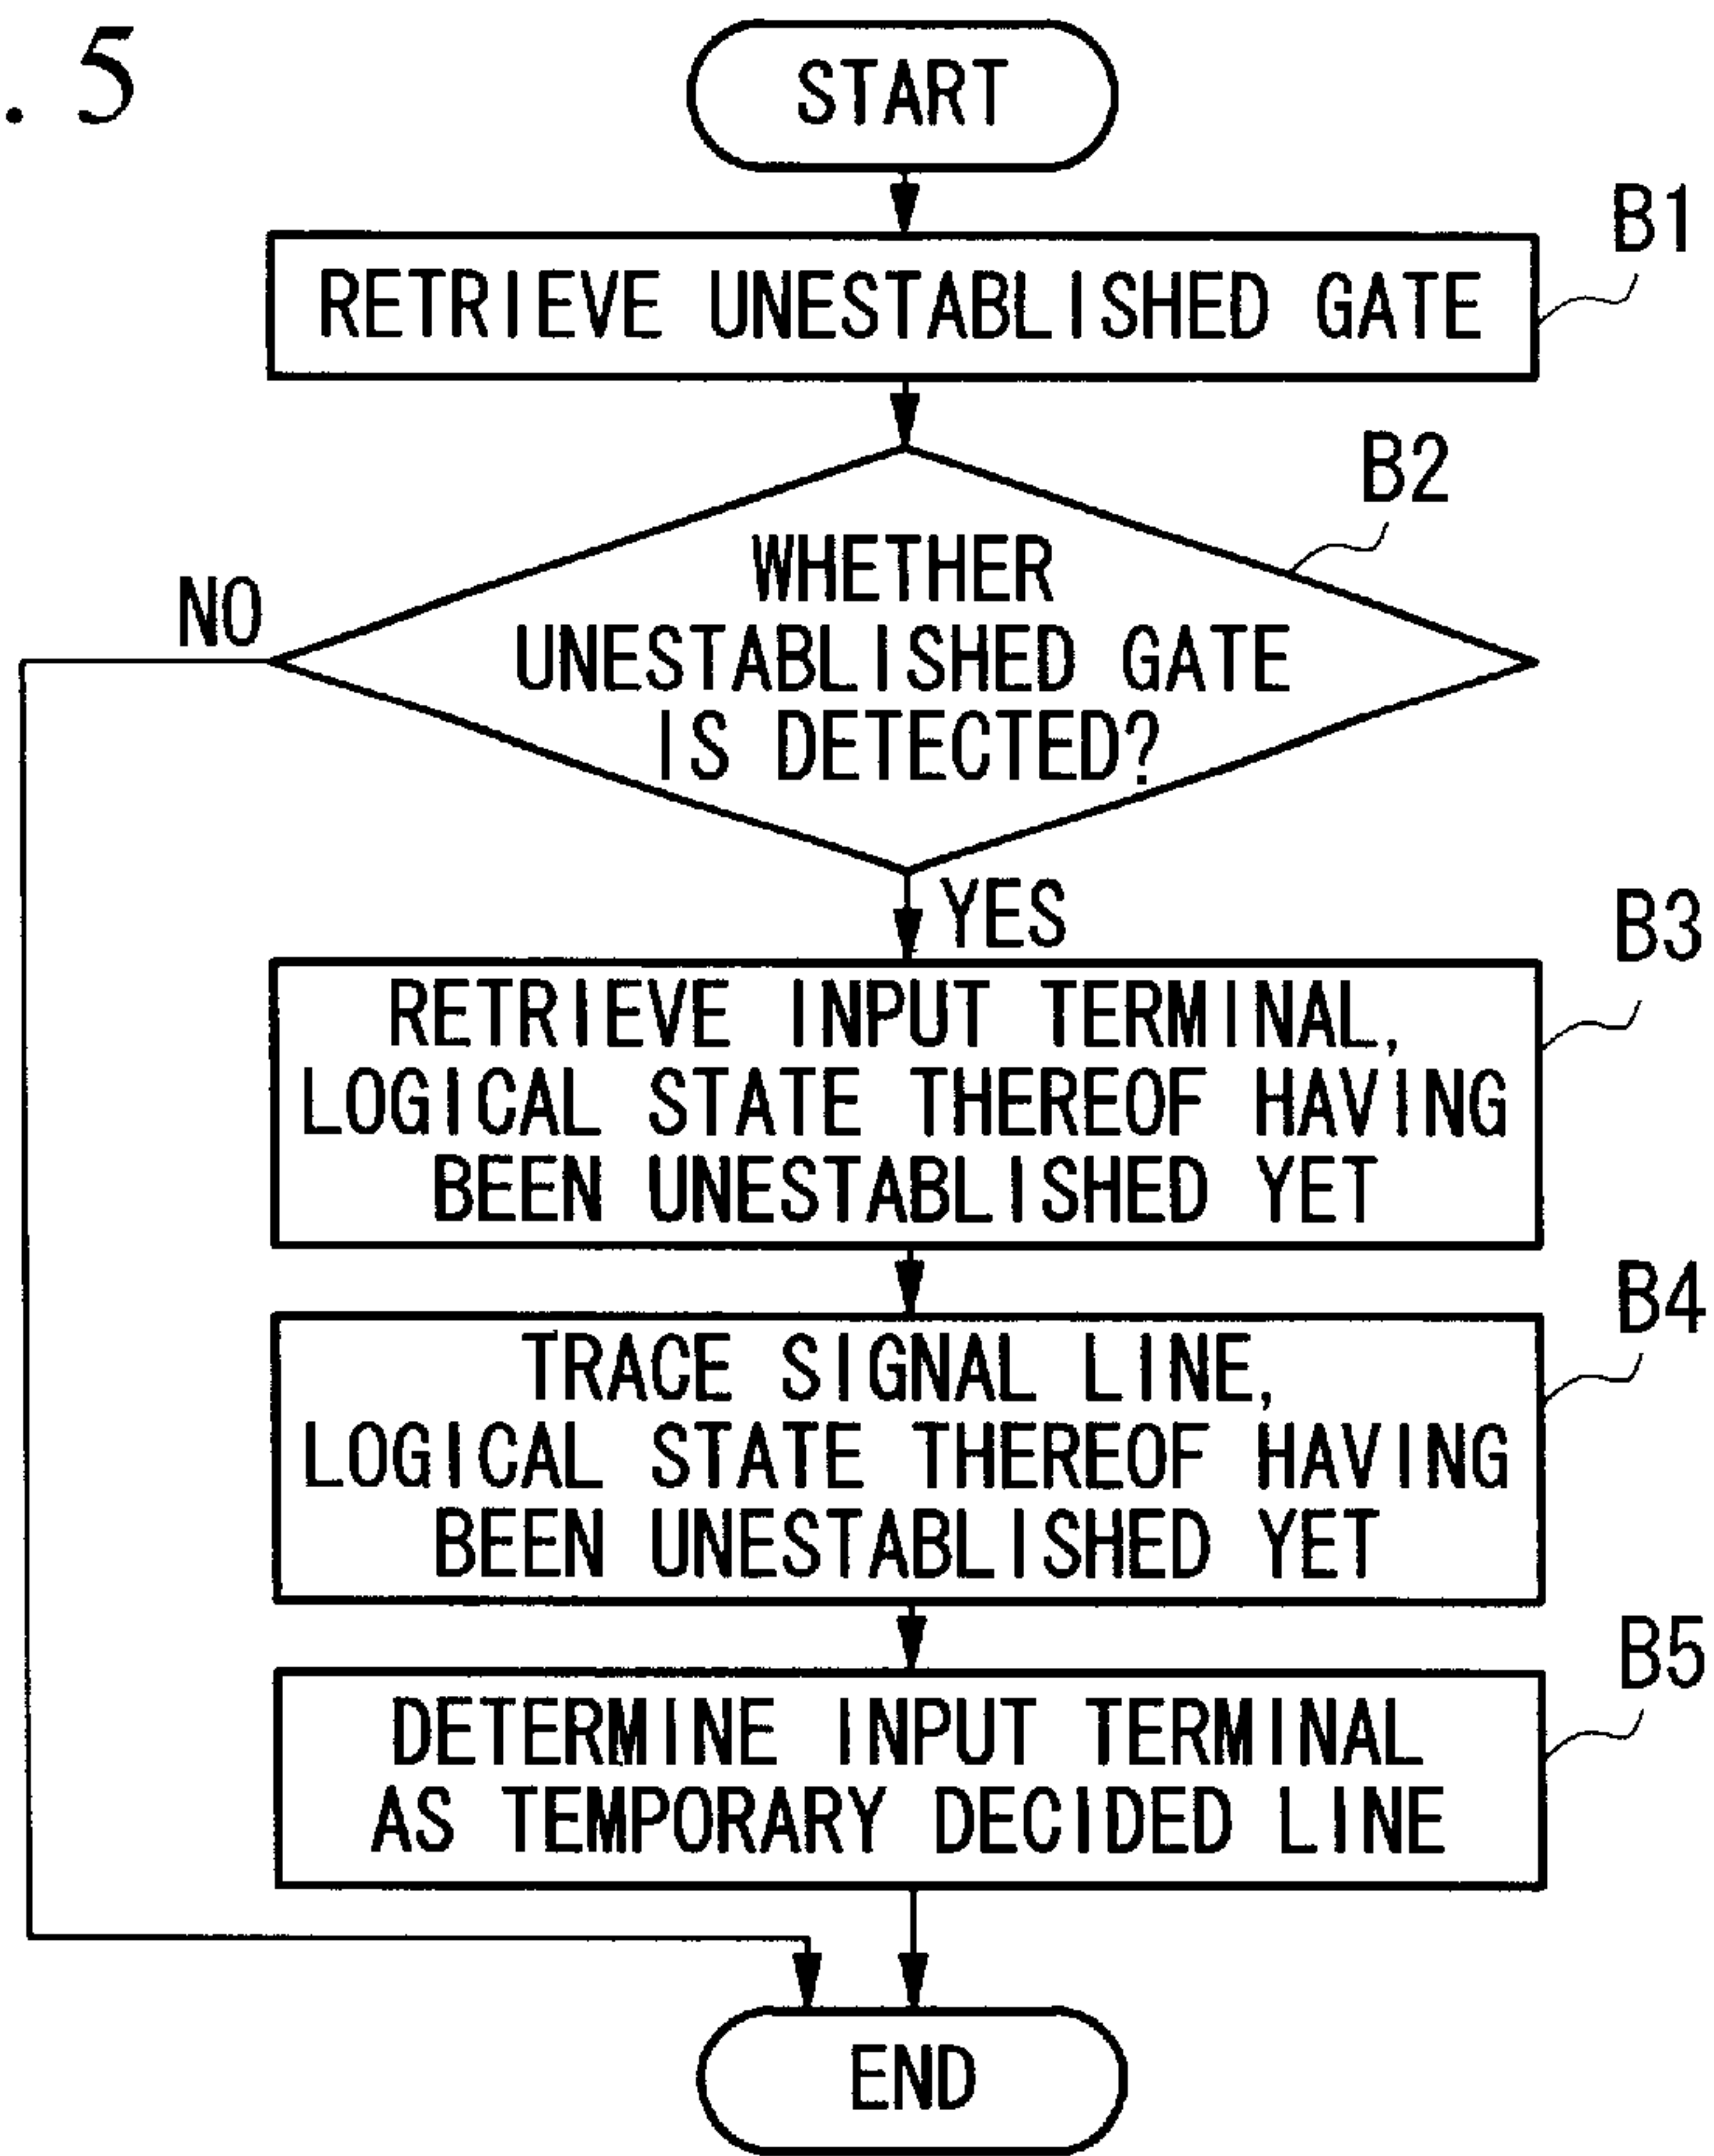 . 5
START
B1
RETRIEVE UNESTABLISHED GATE
B2
WHETHER
UNESTABLISHED GATE
IS DETECTED?
NO
YES
B3
RETRIEVE INPUT TERMINAL,
LOGICAL STATE THEREOF HAVING
BEEN UNESTABLISHED YET
B4
TRACE SIGNAL LINE,
LOGICAL STATE THEREOF HAVING
BEEN UNESTABLISHED YET
B5
DETERMINE INPUT TERMINAL
AS TEMPORARY DECIDED LINE
END